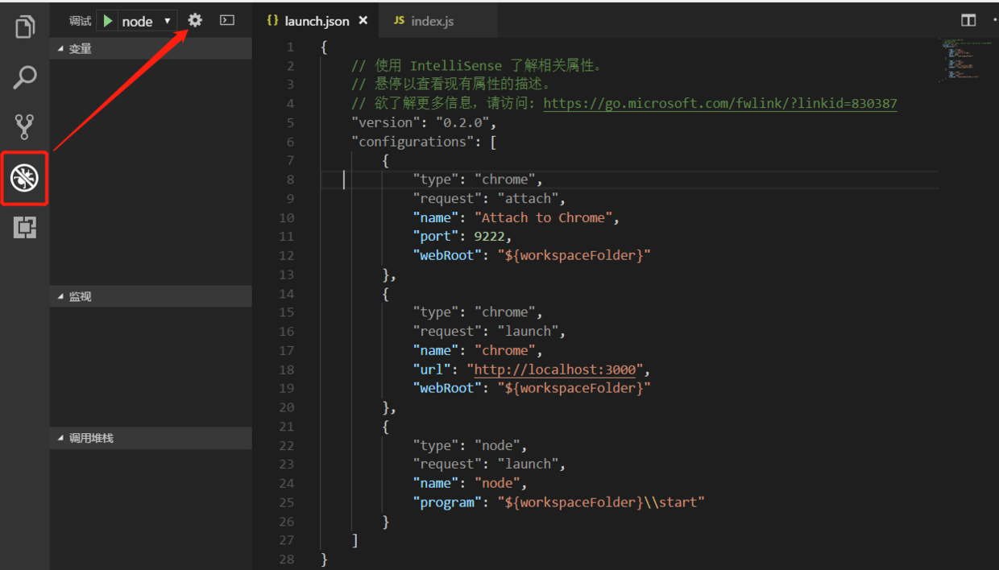 调试 node
{} launch.json ×
JS index.js
变量
监视
调用堆栈
1 {
2 // 使用 IntelliSense 了解相关属性。
3 // 悬停以查看现有属性的描述。
4 // 欲了解更多信息，请访问: https://go.microsoft.com/fwlink/?linkid=830387
5 "version": "0.2.0",
6 "configurations": [
7 {
8 "type": "chrome",
9 "request": "attach",
10 "name": "Attach to Chrome",
11 "port": 9222,
12 "webRoot": "${workspaceFolder}"
13 },
14 {
15 "type": "chrome",
16 "request": "launch",
17 "name": "chrome",
18 "url": "http://localhost:3000",
19 "webRoot": "${workspaceFolder}"
20 },
21 {
22 "type": "node",
23 "request": "launch",
24 "name": "node",
25 "program": "${workspaceFolder}\\start"
26 }
27 ]
28 }